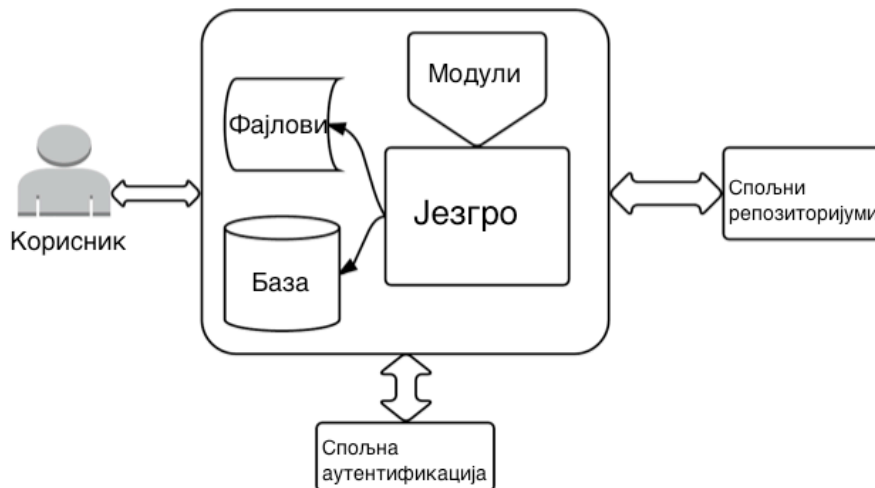 Модули
Фајлови
Језгро
База
Корисник
Спољни
репозиторијуми
Спољна
аутентификација